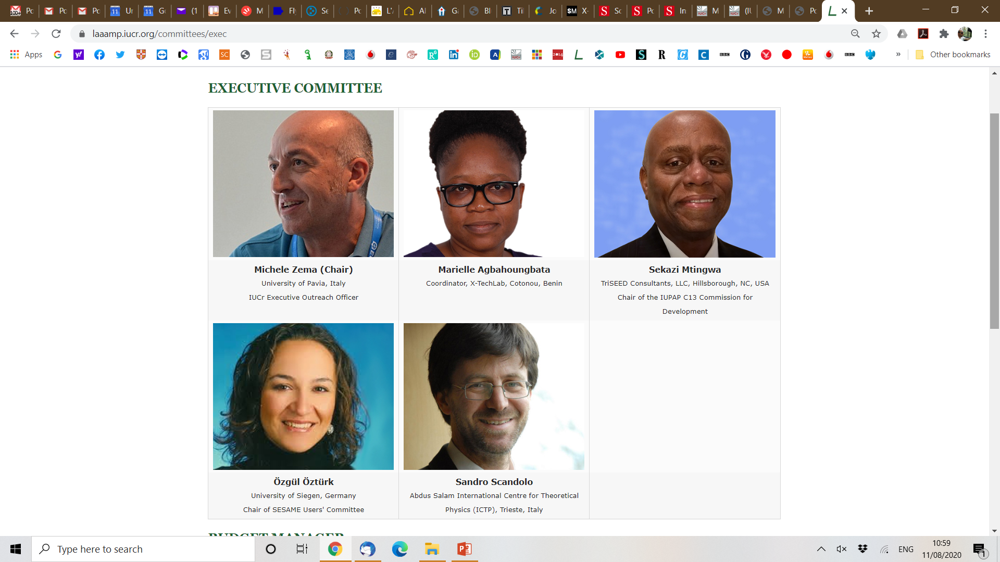 laaamp.iucr.org/committees/exec
Apps
Other bookmarks
EXECUTIVE COMMITTEE
Michele Zema (Chair)
University of Pavia, Italy
IUCr Executive Outreach Officer
Marielle Agbahoungbata
Coordinator, X-TechLab, Cotonou, Benin
Sekazi Mtingwa
TriSEED Consultants, LLC, Hillsborough, NC, USA
Chair of the IUPAP C13 Commission for
Development
Özgül Öztürk
University of Siegen, Germany
Chair of SESAME Users' Committee
Sandro Scandolo
Abdus Salam International Centre for Theoretical
Physics (ICTP), Trieste, Italy
BUDGET MANAGER
Type here to search
ENG
10:59
11/08/2020
1